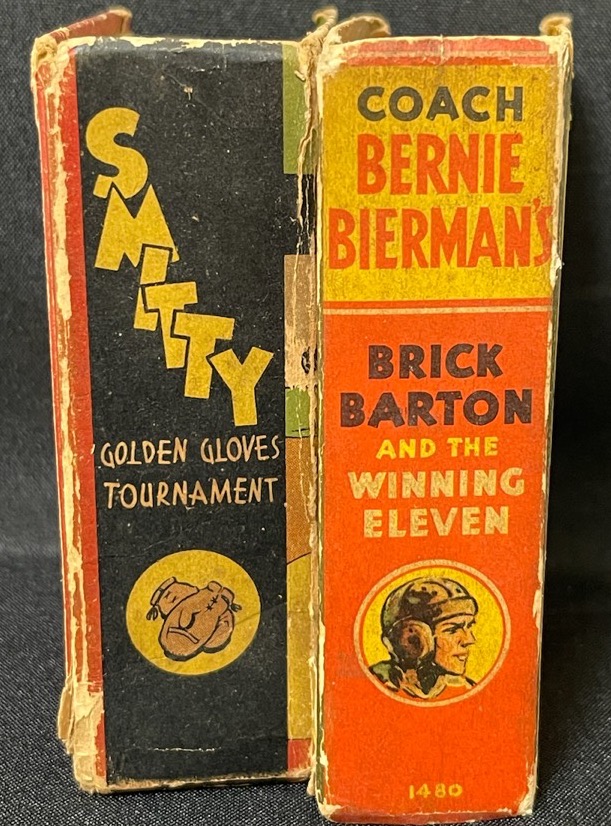 SMITTY
GOLDEN GLOVES
TOURNAMENT
COACH
BERNIE
BIERMAN'S
BRICK
BARTON
AND THE
WINNING
ELEVEN
1480